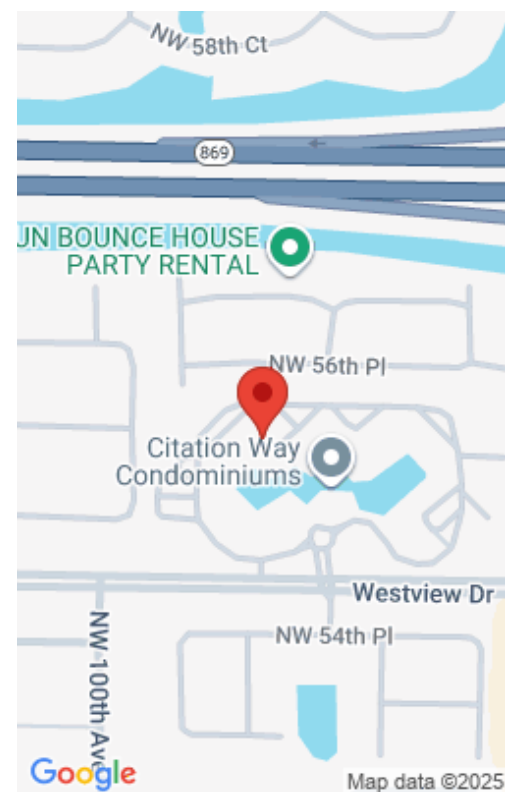 NW 58th Ct
869
UN BOUNCE HOUSE
PARTY RENTAL
NW 56th Pl
Citation Way
Condominiums
Westview Dr
NW 54th Pl
NW 100th Ave
Google
Map data ©2025